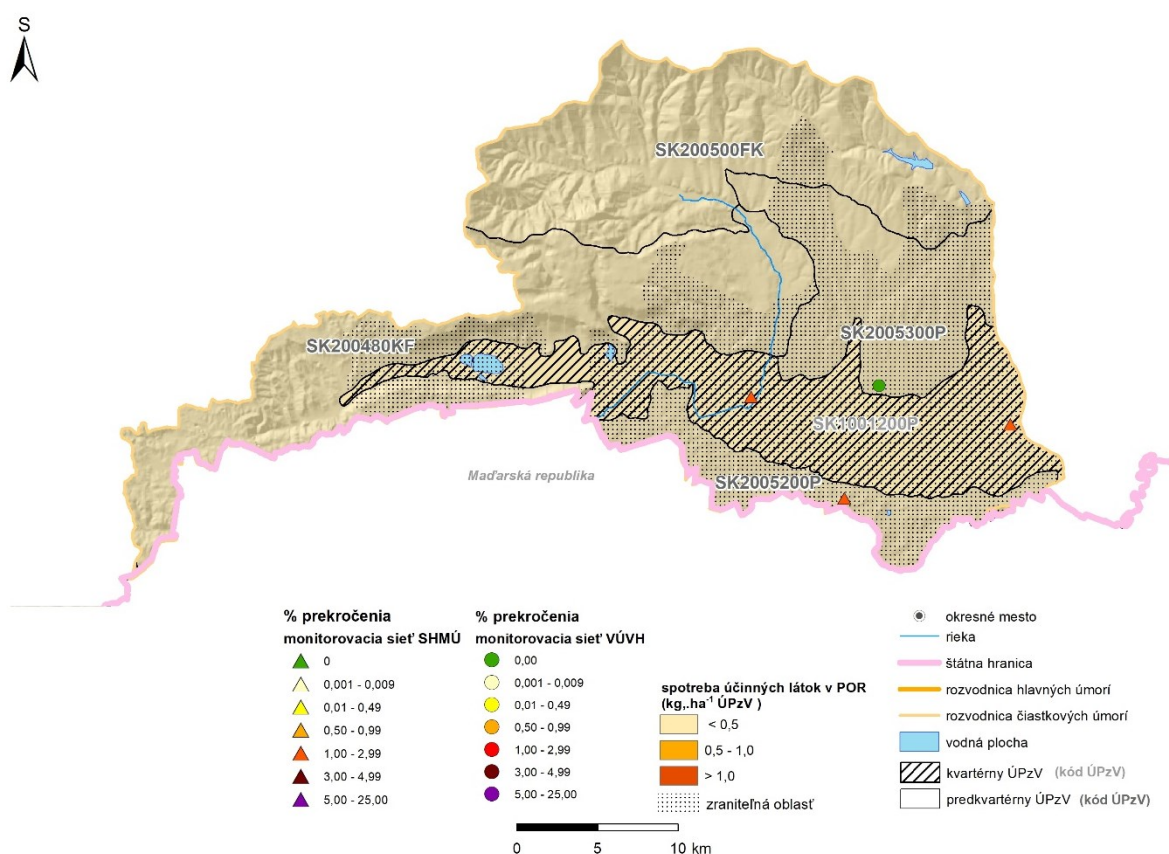 S
SK200500FK
SK200480KF
SK2005300P
SK1001200P
SK2005200P
Maďarská republika
% prekročenia
monitorovacia sieť SHMÚ
0
0,001 - 0,009
0,01 - 0,49
0,50 - 0,99
1,00 - 2,99
3,00 - 4,99
5,00 - 25,00
% prekročenia
monitorovacia sieť VÚVH
0,00
0,001 - 0,009
0,01 - 0,49
0,50 - 0,99
1,00 - 2,99
3,00 - 4,99
5,00 - 25,00
spotreba účinných látok v POR
(kg,.ha⁻¹ ÚPzV )
< 0,5
0,5 - 1,0
> 1,0
zraniteľná oblasť
okresné mesto
rieka
štátna hranica
rozvodnica hlavných úmorí
rozvodnica čiastkových úmorí
vodná plocha
kvartérny ÚPzV (kód ÚPzV)
predkvartérny ÚPzV (kód ÚPzV)
0 5 10 km